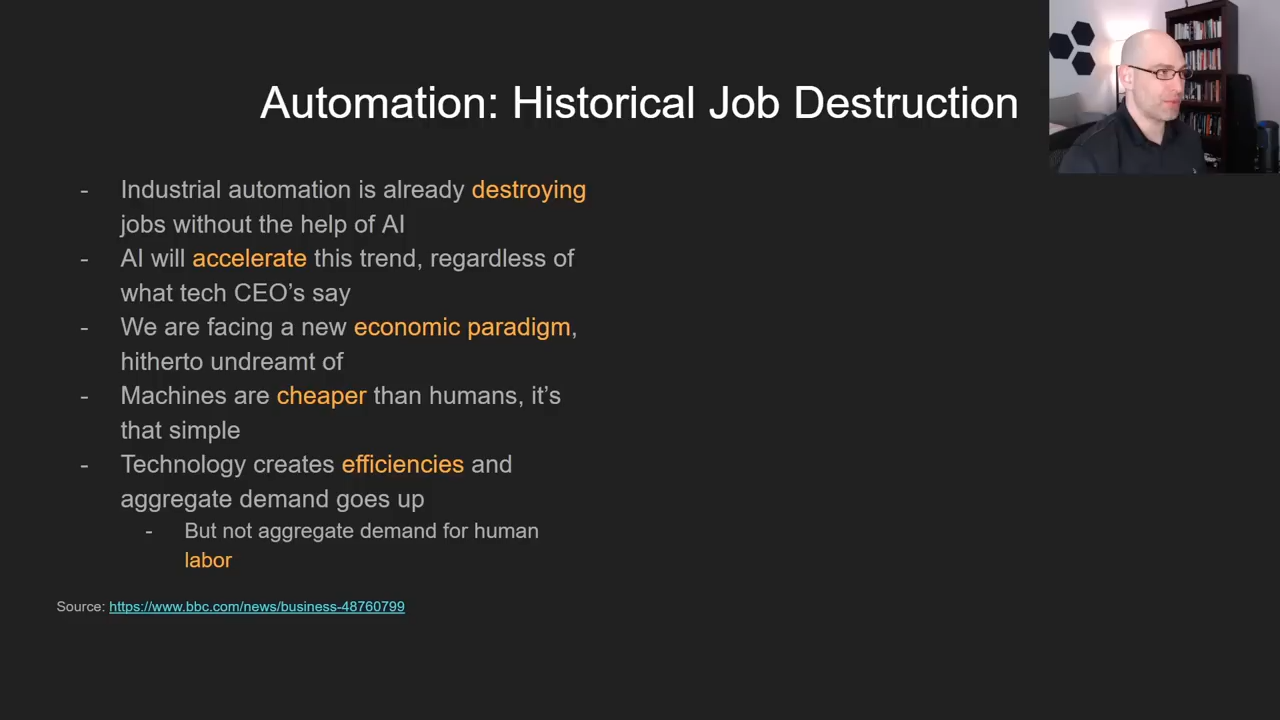 Automation: Historical Job Destruction
- Industrial automation is already destroying
jobs without the help of AI
- AI will accelerate this trend, regardless of
what tech CEO’s say
- We are facing a new economic paradigm,
hitherto undreamt of
- Machines are cheaper than humans, it’s
that simple
- Technology creates efficiencies and
aggregate demand goes up
- But not aggregate demand for human
labor
Source: https://www.bbc.com/news/business-48760799